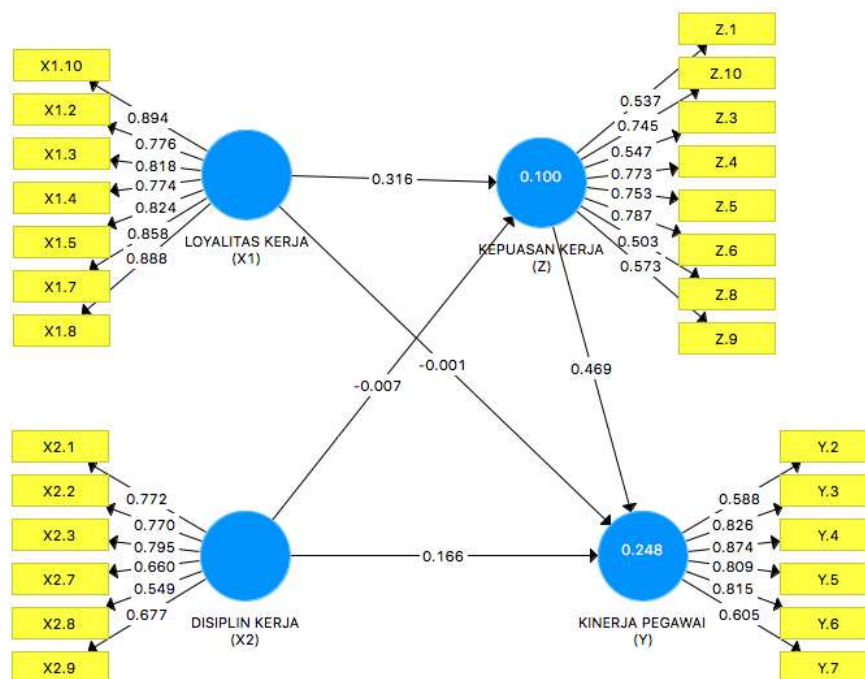 Z.1
Z.10
Z.3
Z.4
Z.5
Z.6
Z.8
Z.9
0.537
0.745
0.547
0.773
0.753
0.787
0.503
0.573
X1.10
X1.2
X1.3
X1.4
X1.5
X1.7
X1.8
0.894
0.776
0.818
0.774
0.824
0.858
0.888
LOYALITAS KERJA
(X1)
0.316
0.100
KEPUASAN KERJA
(Z)
-0.007
-0.001
0.469
X2.1
X2.2
X2.3
X2.7
X2.8
X2.9
0.772
0.770
0.795
0.660
0.549
0.677
DISIPLIN KERJA
(X2)
0.166
0.248
KINERJA PEGAWAI
(Y)
0.588
0.826
0.874
0.809
0.815
0.605
Y.2
Y.3
Y.4
Y.5
Y.6
Y.7